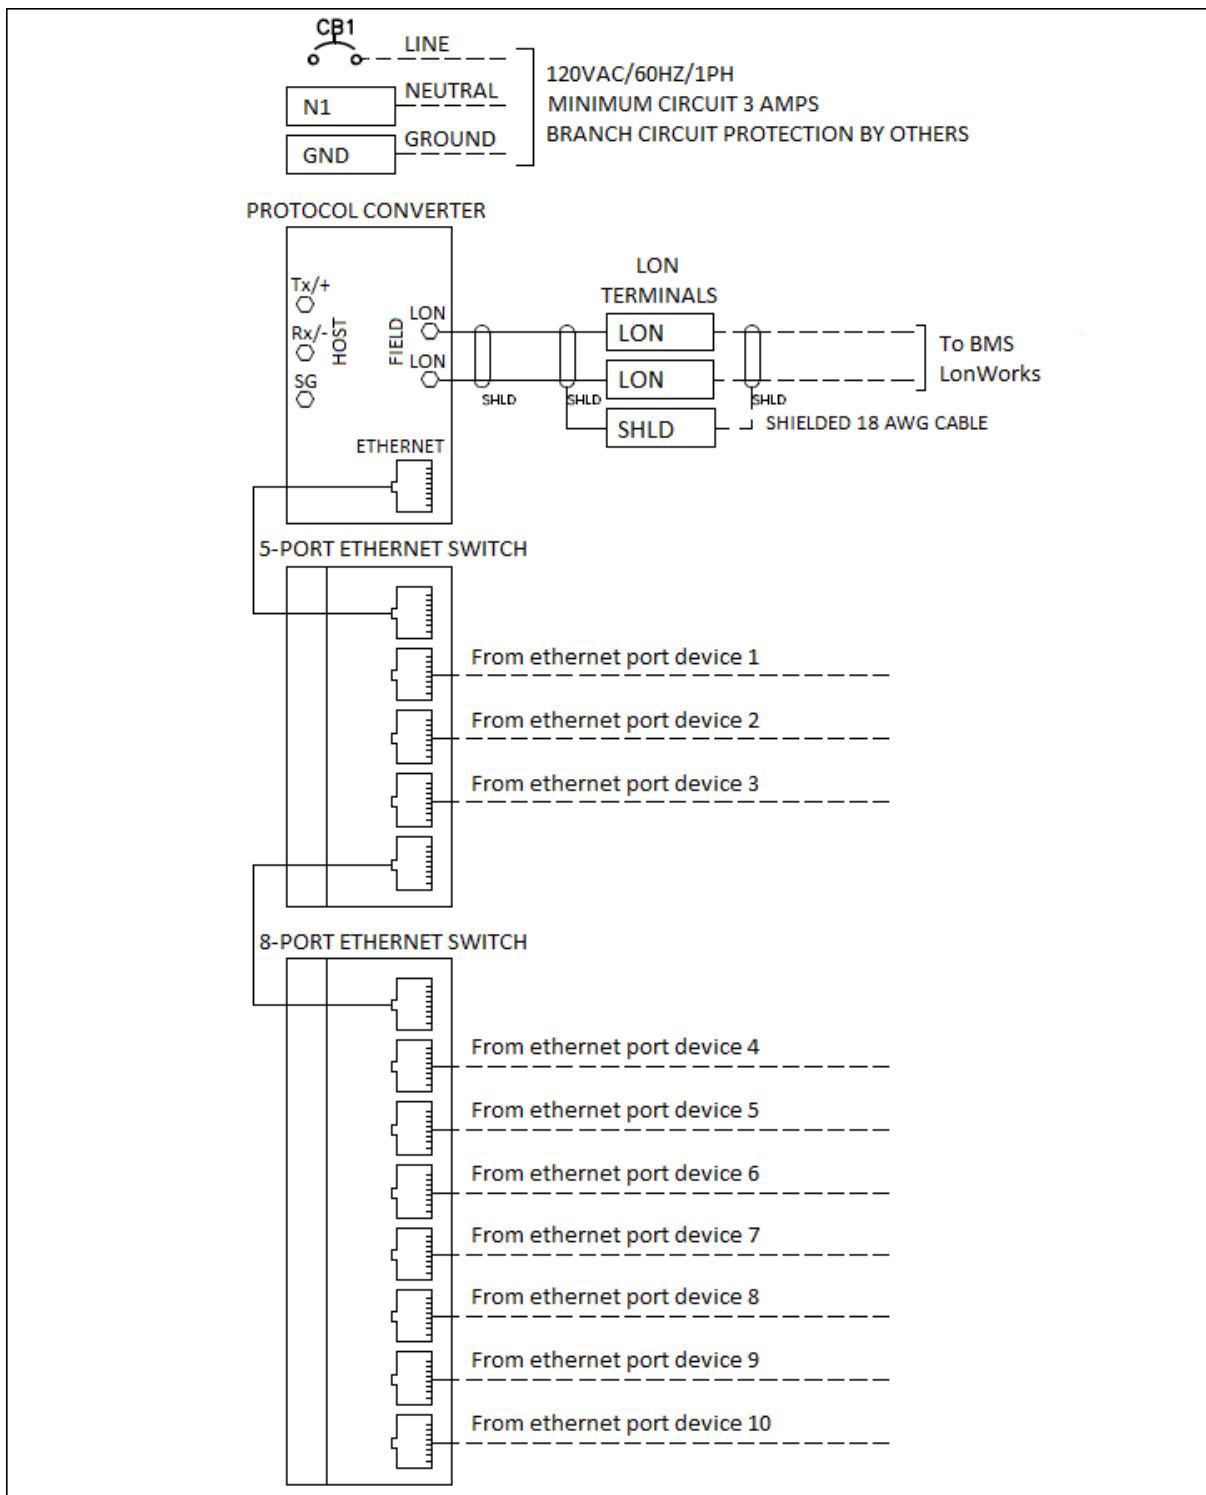 CB1
LINE
120VAC/60HZ/1PH
NEUTRAL
N1
MINIMUM CIRCUIT 3 AMPS
GROUND
BRANCH CIRCUIT PROTECTION BY OTHERS
GND
PROTOCOL CONVERTER
Tx/+
Rx/-
SG
HOST
FIELD
LON
LON
LON
TERMINALS
LON
LON
SHLD
SHLD
SHLD
SHLD
To BMS
LonWorks
SHIELDED 18 AWG CABLE
ETHERNET
5-PORT ETHERNET SWITCH
From ethernet port device 1
From ethernet port device 2
From ethernet port device 3
8-PORT ETHERNET SWITCH
From ethernet port device 4
From ethernet port device 5
From ethernet port device 6
From ethernet port device 7
From ethernet port device 8
From ethernet port device 9
From ethernet port device 10